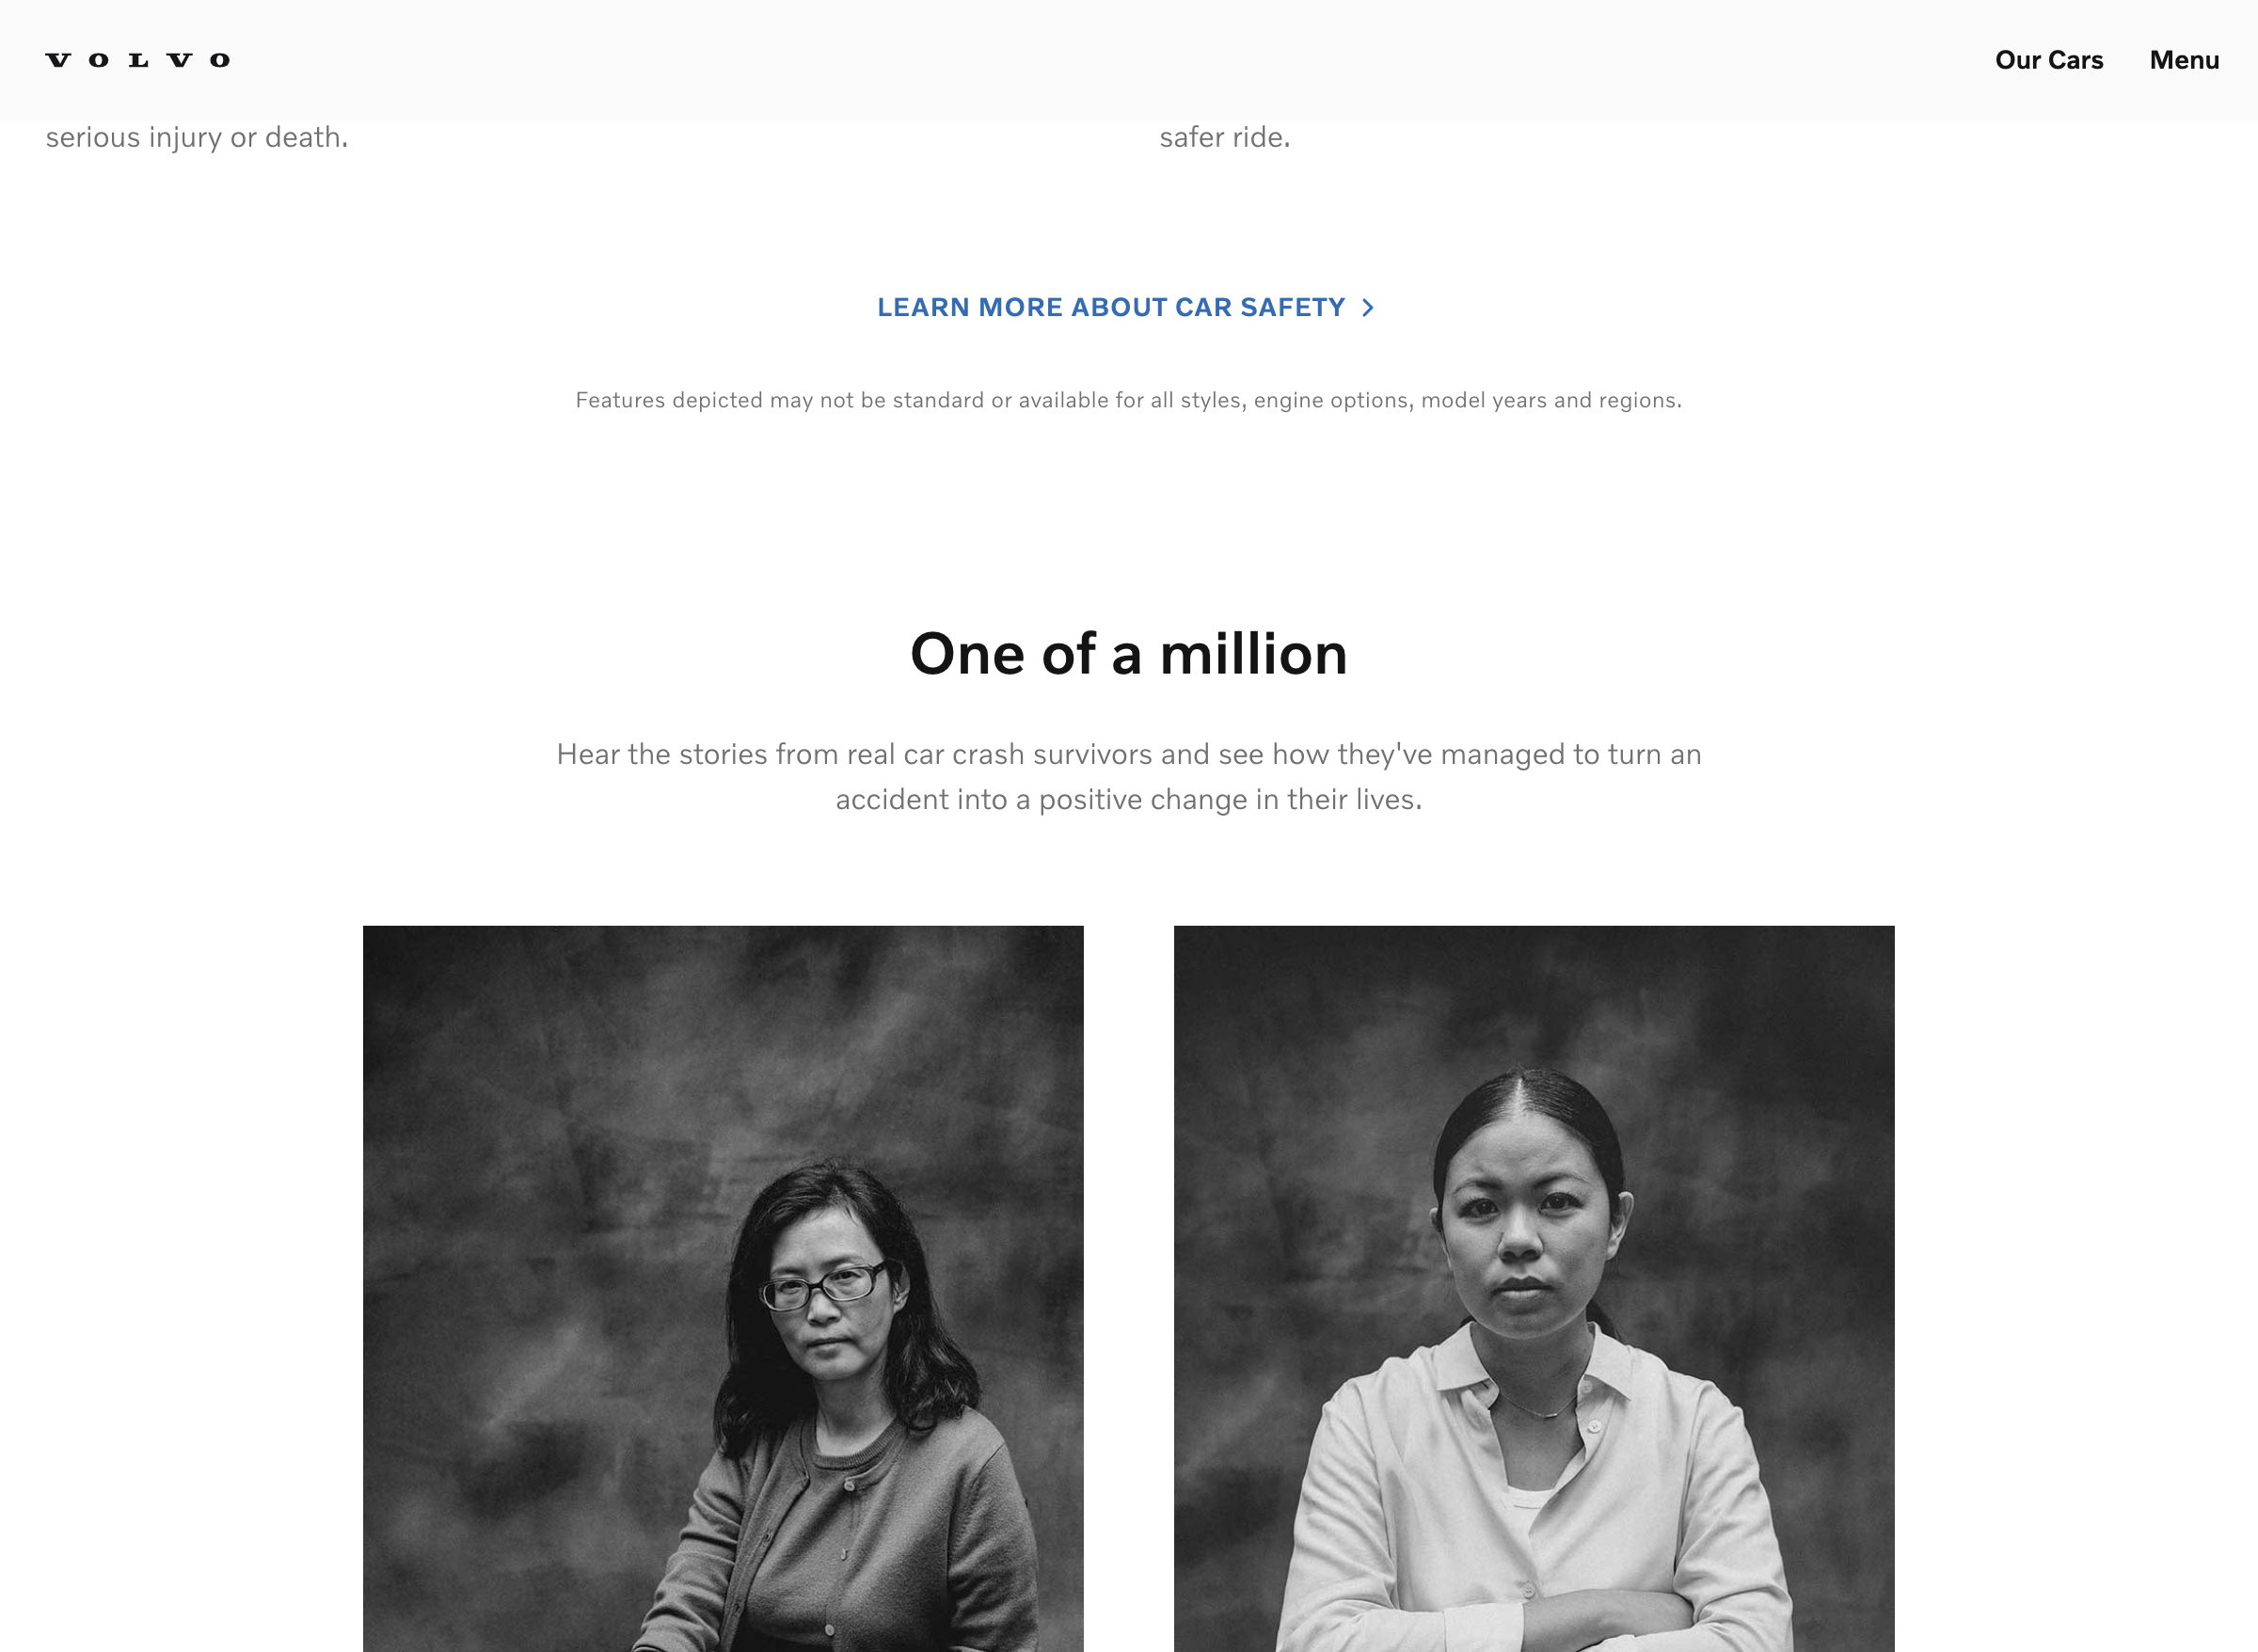 VOLVO
Our Cars
Menu
serious injury or death.
safer ride.
LEARN MORE ABOUT CAR SAFETY
Features depicted may not be standard or available for all styles, engine options, model years and regions.
One of a million
Hear the stories from real car crash survivors and see how they've managed to turn an
accident into a positive change in their lives.